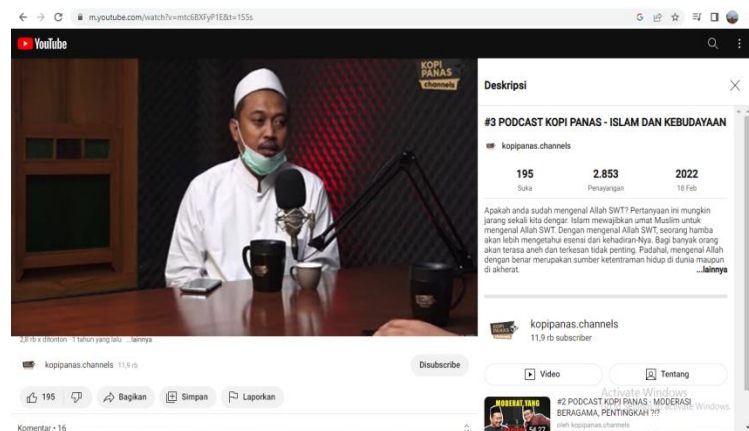 m.youtube.com/watch?v=mtc6BXFyP1E&t=155s
YouTube
KOPI
PANAS
channels
2,8 rb x ditonton · 1 tahun yang lalu ...lainnya
kopipanas.channels 11,9 rb
Disubscribe
195
Bagikan
Simpan
Laporkan
Komentar • 16
Deskripsi
#3 PODCAST KOPI PANAS - ISLAM DAN KEBUDAYAAN
kopipanas.channels
195 2.853 2022
Suka Penayangan 18 Feb
Apakah anda sudah mengenal Allah SWT? Pertanyaan ini mungkin
jarang sekali kita dengar. Islam mewajibkan umat Muslim untuk
mengenal Allah SWT. Dengan mengenal Allah SWT, seorang hamba
akan lebih mengetahui esensi dari kehadiran-Nya. Bagi banyak orang
akan terasa aneh dan terkesan tidak penting. Padahal, mengenal Allah
dengan benar merupakan sumber ketentraman hidup di dunia maupun
di akherat. ...lainnya
kopipanas.channels
11,9 rb subscriber
Video
Tentang
MODERAT YANG
54.27
#2 PODCAST KOPI PANAS - MODERASI
BERAGAMA, PENTINGKAH ?!?
oleh kopipanas.channels
Activate Windows